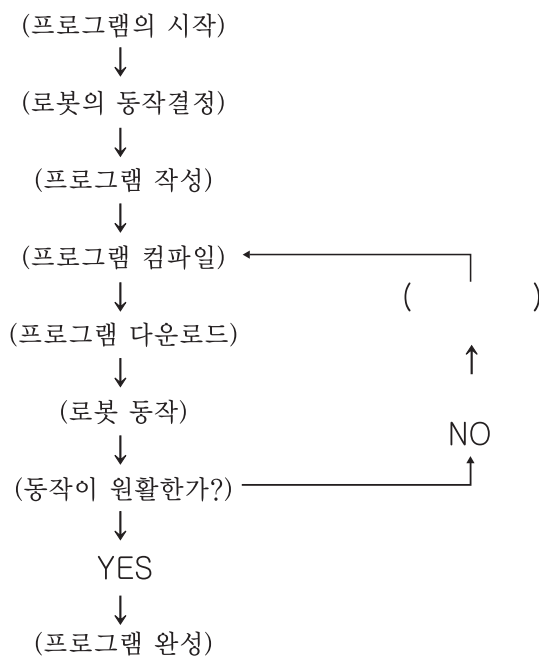 (프로그램의 시작)
(로봇의 동작결정)
(프로그램 작성)
(프로그램 컴파일)
( )
(프로그램 다운로드)
(로봇 동작)
NO
(동작이 원활한가?)
YES
(프로그램 완성)